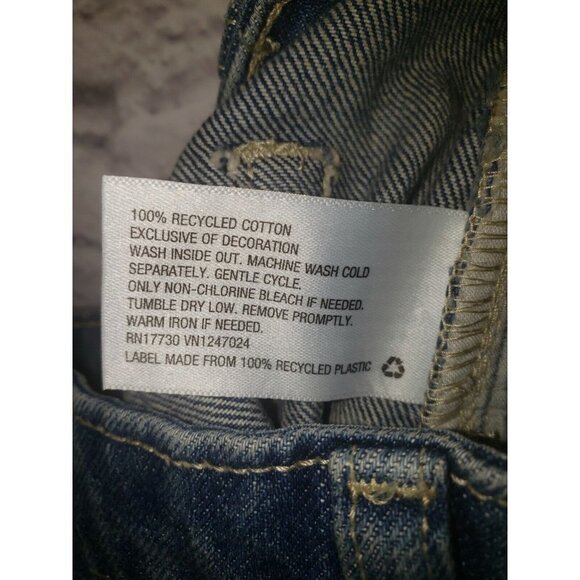 100% RECYCLED COTTON
EXCLUSIVE OF DECORATION
WASH INSIDE OUT. MACHINE WASH COLD
SEPARATELY. GENTLE CYCLE.
ONLY NON-CHLORINE BLEACH IF NEEDED.
TUMBLE DRY LOW. REMOVE PROMPTLY.
WARM IRON IF NEEDED.
RN17730 VN1247024
LABEL MADE FROM 100% RECYCLED PLASTIC